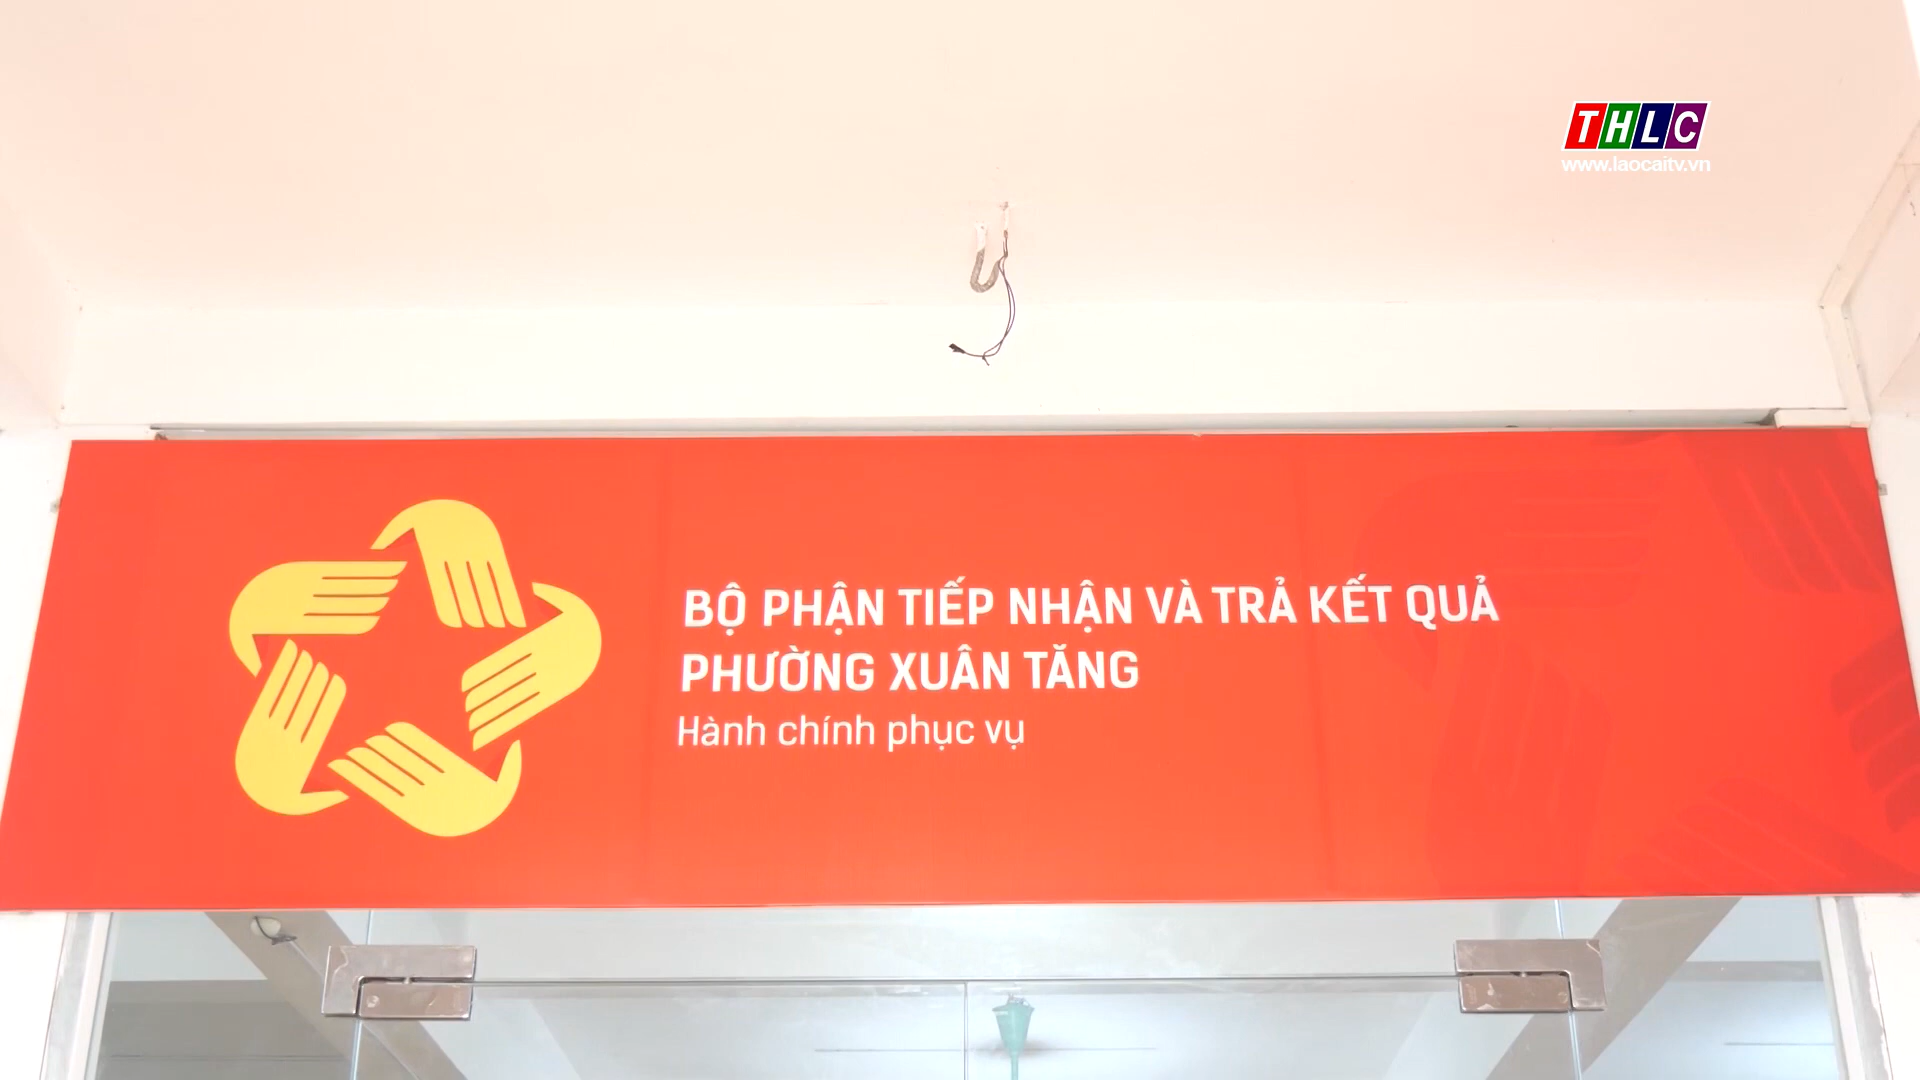 THLC
www.laocaitv.vn
BỘ PHẬN TIẾP NHẬN VÀ TRẢ KẾT QUẢ
PHƯỜNG XUÂN TĂNG
Hành chính phục vụ